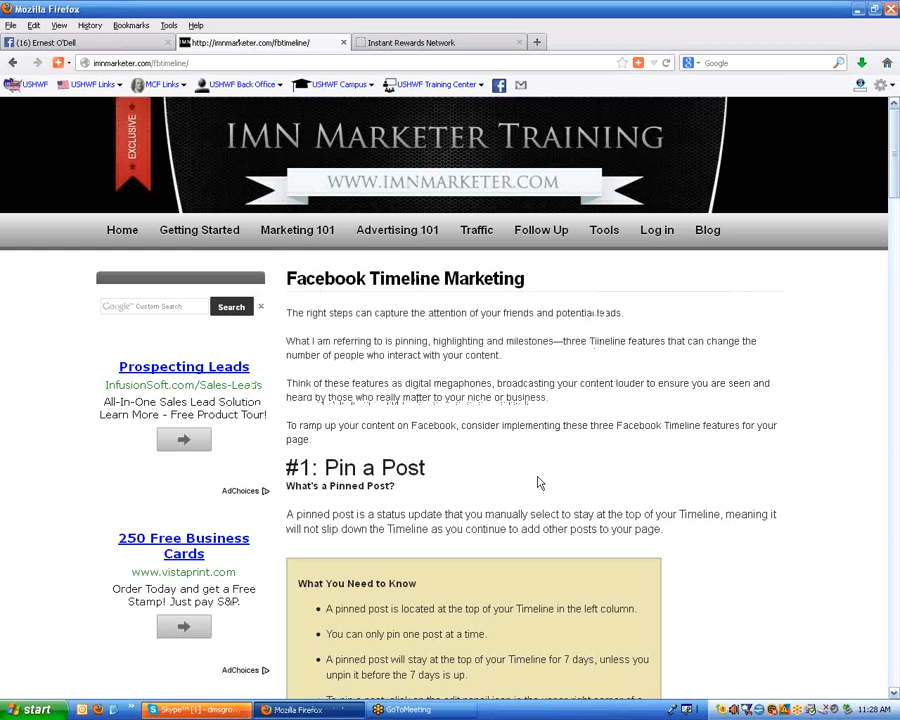 Mozilla Firefox
File Edit View History Bookmarks Tools Help
(16) Ernest O'Dell
IMN http://imnmarketer.com/fbtimeline/
Instant Rewards Network
imnmarketer.com/fbtimeline/
Google
USHWF USHWF Links MCF Links USHWF Back Office USHWF Campus USHWF Training Center
EXCLUSIVE
IMN MARKETER TRAINING
WWW.IMNMARKETER.COM
Home Getting Started Marketing 101 Advertising 101 Traffic Follow Up Tools Log in Blog
Google™ Custom Search Search
Prospecting Leads
InfusionSoft.com/Sales-Leads
All-In-One Sales Lead Solution
Learn More - Free Product Tour!
AdChoices
250 Free Business
Cards
www.vistaprint.com
Order Today and get a Free
Stamp! Just pay S&P.
AdChoices
Facebook Timeline Marketing
The right steps can capture the attention of your friends and potential leads.
What I am referring to is pinning, highlighting and milestones—three Timeline features that can change the
number of people who interact with your content.
Think of these features as digital megaphones, broadcasting your content louder to ensure you are seen and
heard by those who really matter to your niche or business.
To ramp up your content on Facebook, consider implementing these three Facebook Timeline features for your
page.
#1: Pin a Post
What's a Pinned Post?
A pinned post is a status update that you manually select to stay at the top of your Timeline, meaning it
will not slip down the Timeline as you continue to add other posts to your page.
What You Need to Know
• A pinned post is located at the top of your Timeline in the left column.
• You can only pin one post at a time.
• A pinned post will stay at the top of your Timeline for 7 days, unless you
unpin it before the 7 days is up.
start Skype™ [1] - dmsgro... Mozilla Firefox GoToMeeting 11:28 AM